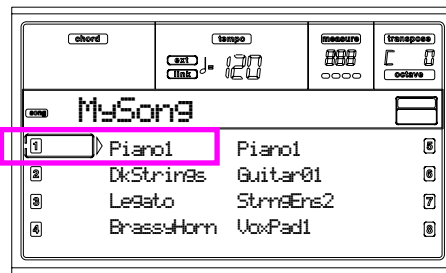 chord tempo measure transpose
ext link ♩= 120 888 C 0
octave
song MySong
1 Piano1 Piano1 5
2 DkStrings Guitar01 6
3 Legato StrngEns2 7
4 BrassyHorn VoxPad1 8